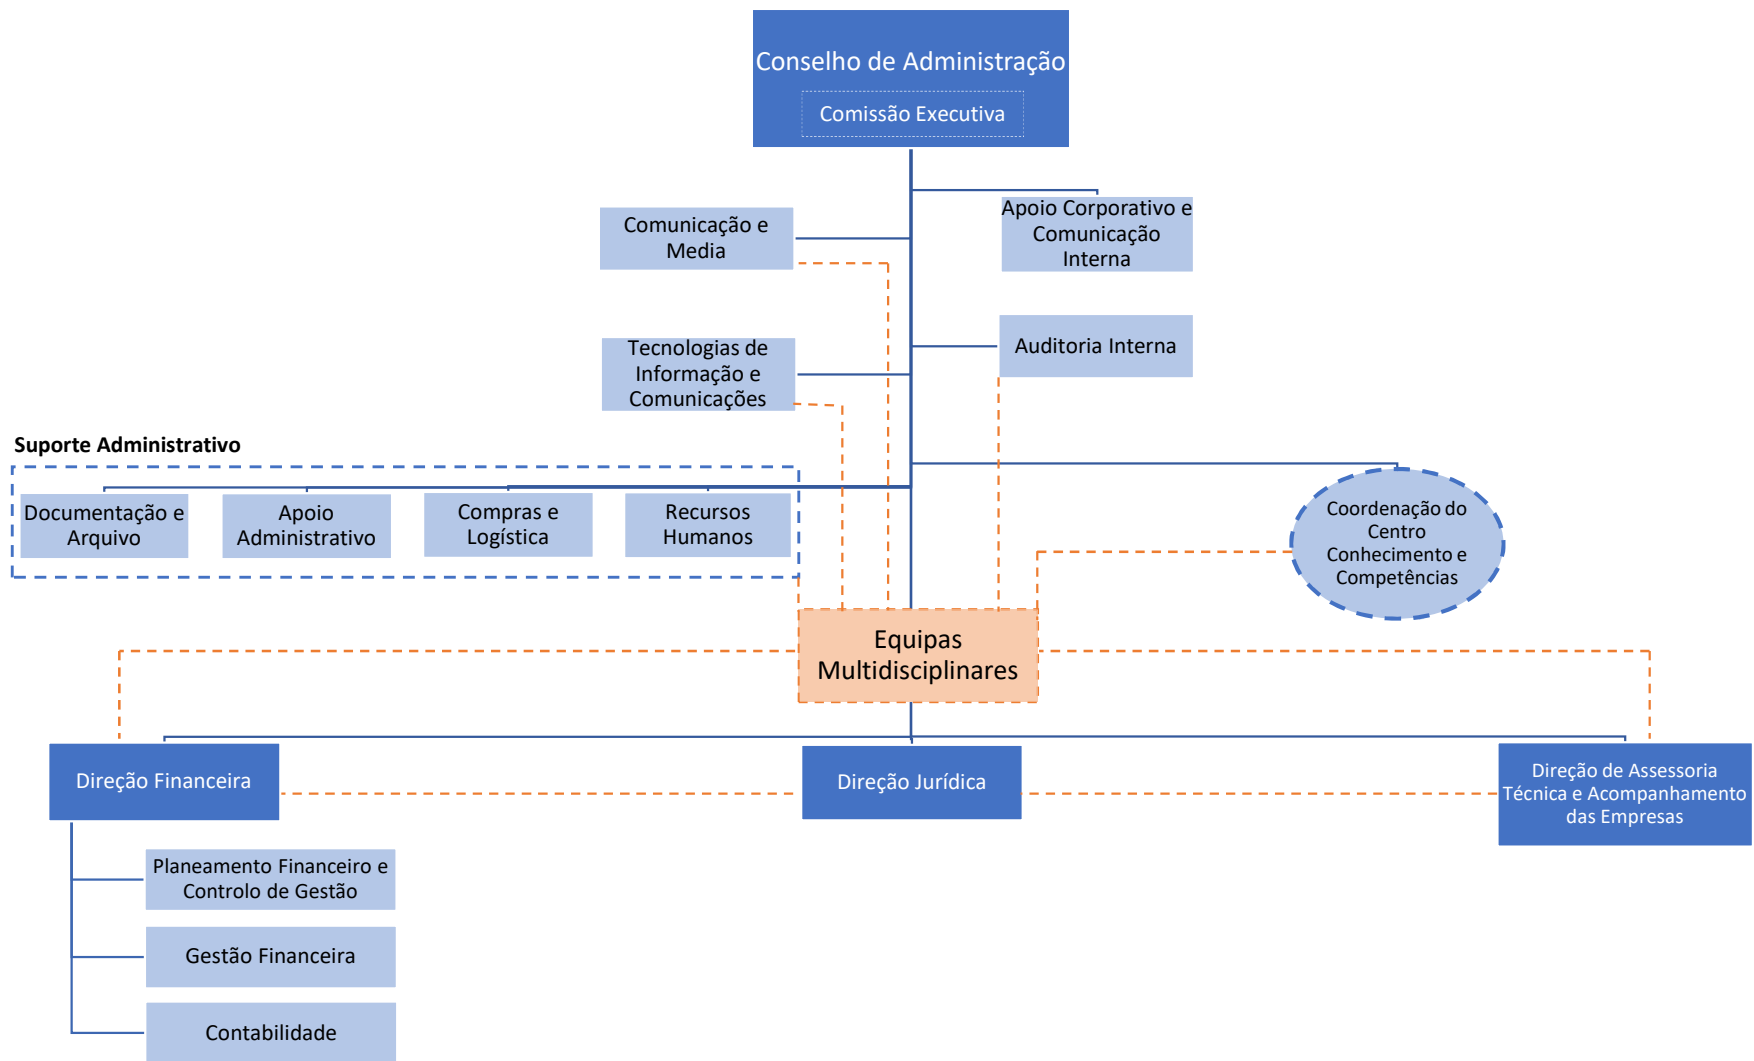 Conselho de Administração
Comissão Executiva
Apoio Corporativo e
Comunicação
Interna
Comunicação e
Media
Auditoria Interna
Tecnologias de
Informação e
Comunicações
Suporte Administrativo
Documentação e
Arquivo
Apoio
Administrativo
Compras e
Logística
Recursos
Humanos
Coordenação do
Centro
Conhecimento e
Competências
Equipas
Multidisciplinares
Direção Financeira
Direção Jurídica
Direção de Assessoria
Técnica e Acompanhamento
das Empresas
Planeamento Financeiro e
Controlo de Gestão
Gestão Financeira
Contabilidade